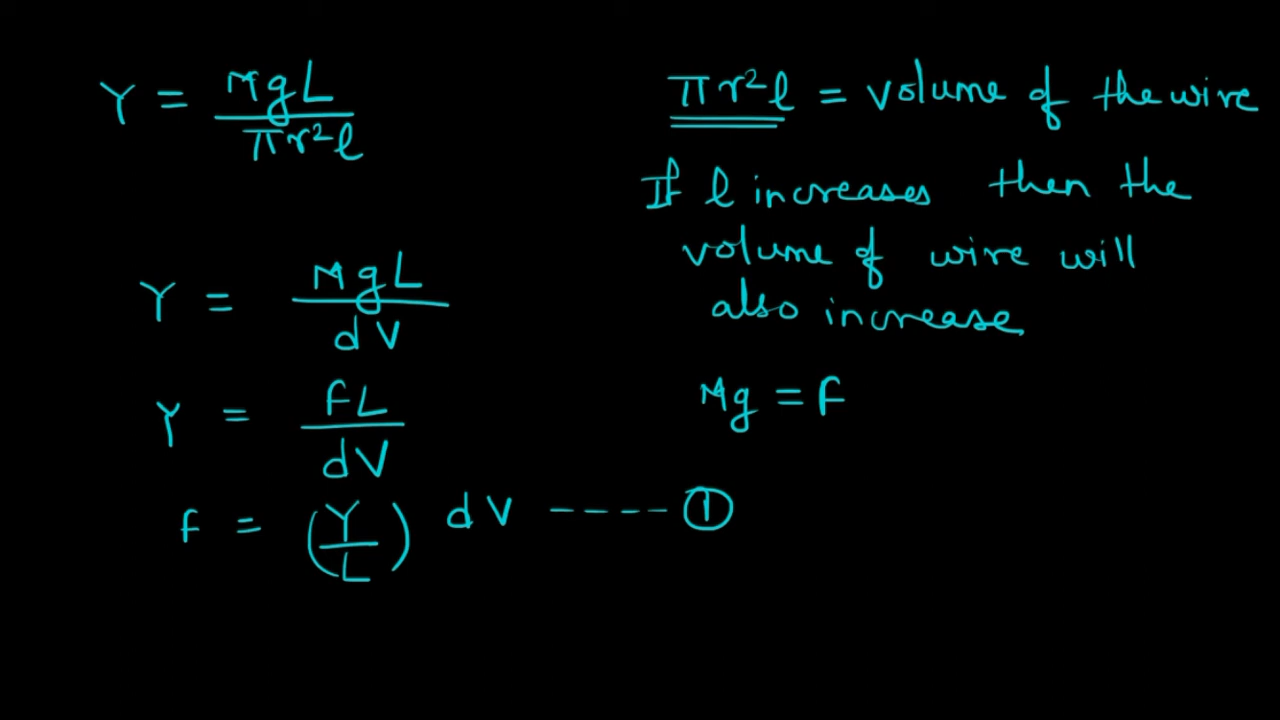 Y = MgL / πr²l
Y = MgL / dV
Y = FL / dV
F = (Y/L) dV ---- ①
πr²l = volume of the wire
If l increases then the
volume of wire will
also increase.
Mg = F